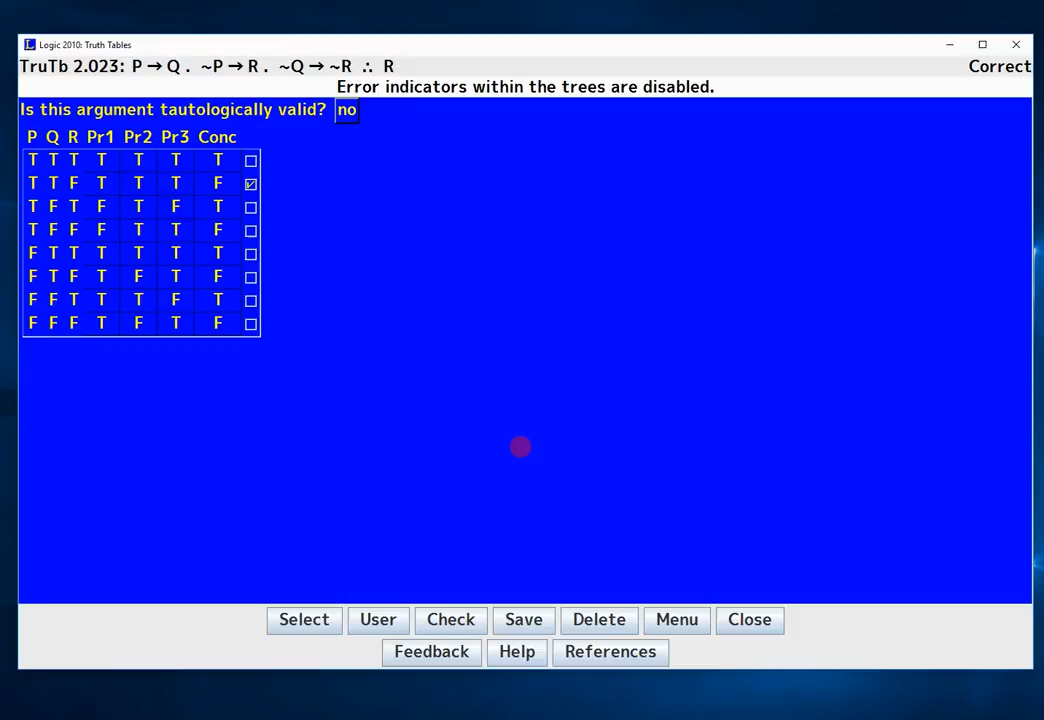 Logic 2010: Truth Tables
TruTb 2.023: P → Q . ~P → R . ~Q → ~R ∴ R Correct
Error indicators within the trees are disabled.
Is this argument tautologically valid? no
P Q R Pr1 Pr2 Pr3 Conc
T T T T T T T
T T F T T T F
T F T F T F T
T F F F T T F
F T T T T T T
F T F T F T F
F F T T T F T
F F F T F T F
Select User Check Save Delete Menu Close
Feedback Help References